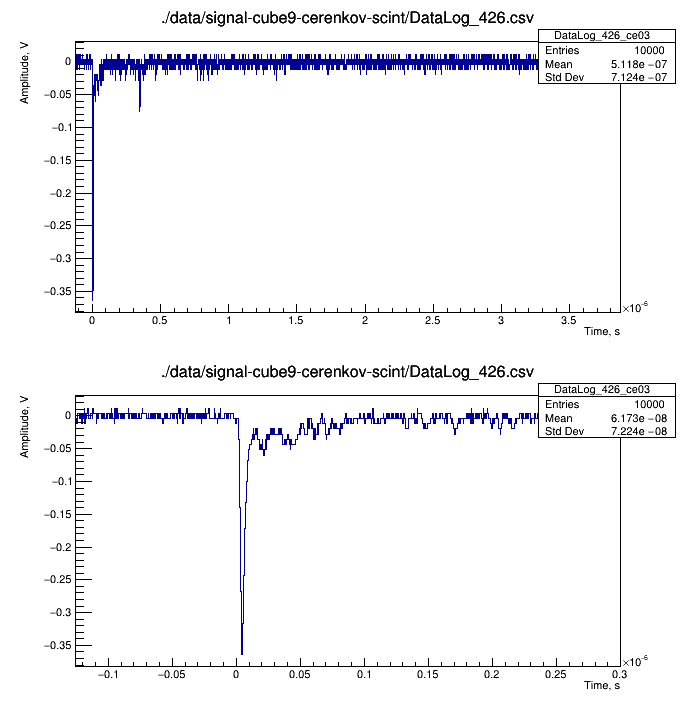 ./data/signal-cube9-cerenkov-scint/DataLog_426.csv
DataLog_426_ce03
Entries 10000
Mean 5.118e −07
Std Dev 7.124e −07
Amplitude, V
0
−0.05
−0.1
−0.15
−0.2
−0.25
−0.3
−0.35
0 0.5 1 1.5 2 2.5 3 3.5
×10−6
Time, s
./data/signal-cube9-cerenkov-scint/DataLog_426.csv
DataLog_426_ce03
Entries 10000
Mean 6.173e −08
Std Dev 7.224e −08
Amplitude, V
0
−0.05
−0.1
−0.15
−0.2
−0.25
−0.3
−0.35
−0.1 −0.05 0 0.05 0.1 0.15 0.2 0.25 0.3
×10−6
Time, s